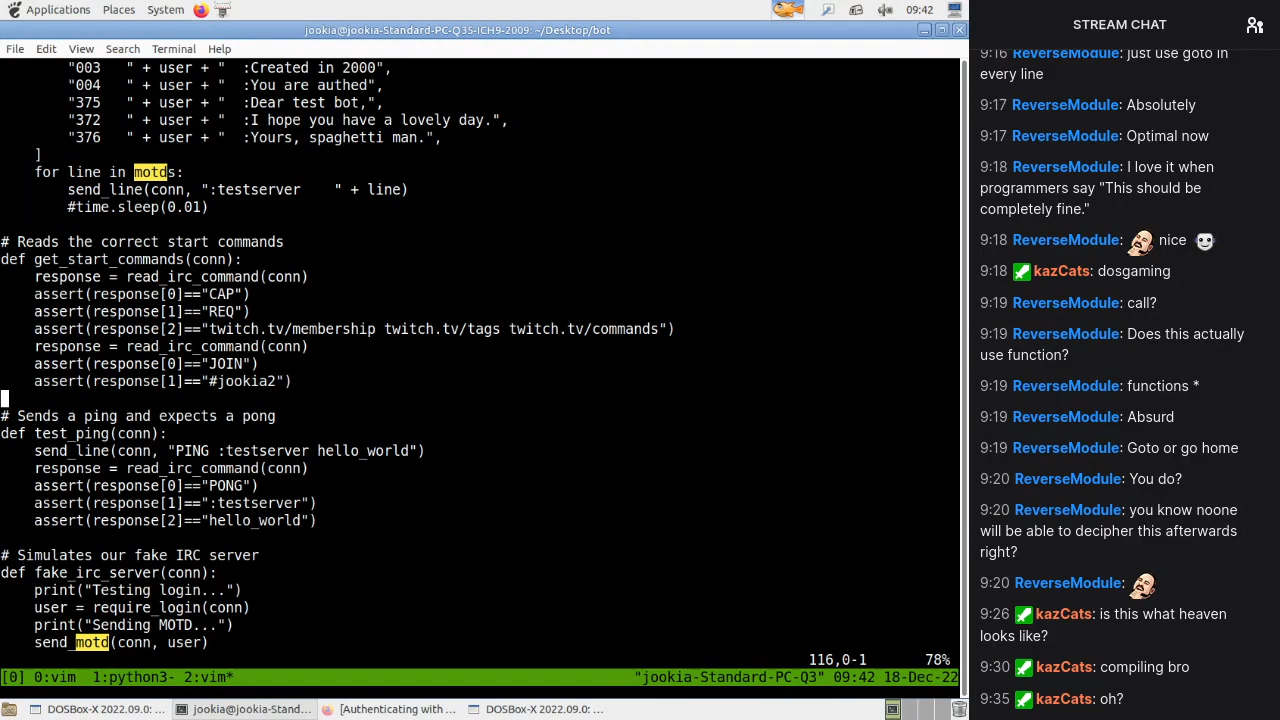 Applications Places System 09:42
jookia@jookia-Standard-PC-Q35-ICH9-2009: ~/Desktop/bot
File Edit View Search Terminal Help
        "003   " + user + "  :Created in 2000",
        "004   " + user + "  :You are authed",
        "375   " + user + "  :Dear test bot,",
        "372   " + user + "  :I hope you have a lovely day.",
        "376   " + user + "  :Yours, spaghetti man.",
    ]
    for line in motds:
        send_line(conn, ":testserver    " + line)
        #time.sleep(0.01)
# Reads the correct start commands
def get_start_commands(conn):
    response = read_irc_command(conn)
    assert(response[0]=="CAP")
    assert(response[1]=="REQ")
    assert(response[2]=="twitch.tv/membership twitch.tv/tags twitch.tv/commands")
    response = read_irc_command(conn)
    assert(response[0]=="JOIN")
    assert(response[1]=="#jookia2")
# Sends a ping and expects a pong
def test_ping(conn):
    send_line(conn, "PING :testserver hello_world")
    response = read_irc_command(conn)
    assert(response[0]=="PONG")
    assert(response[1]==":testserver")
    assert(response[2]=="hello_world")
# Simulates our fake IRC server
def fake_irc_server(conn):
    print("Testing login...")
    user = require_login(conn)
    print("Sending MOTD...")
    send_motd(conn, user)
116,0-1 78%
[0] 0:vim  1:python3- 2:vim* "jookia-Standard-PC-Q3" 09:42 18-Dec-22
DOSBox-X 2022.09.0: ... jookia@jookia-Stand... [Authenticating with ... DOSBox-X 2022.09.0: ...
STREAM CHAT
9:16 ReverseModule: just use goto in
every line
9:17 ReverseModule: Absolutely
9:17 ReverseModule: Optimal now
9:18 ReverseModule: I love it when
programmers say "This should be
completely fine."
9:18 ReverseModule: nice
9:18 kazCats: dosgaming
9:19 ReverseModule: call?
9:19 ReverseModule: Does this actually
use function?
9:19 ReverseModule: functions *
9:19 ReverseModule: Absurd
9:19 ReverseModule: Goto or go home
9:20 ReverseModule: You do?
9:20 ReverseModule: you know noone
will be able to decipher this afterwards
right?
9:20 ReverseModule:
9:26 kazCats: is this what heaven
looks like?
9:30 kazCats: compiling bro
9:35 kazCats: oh?